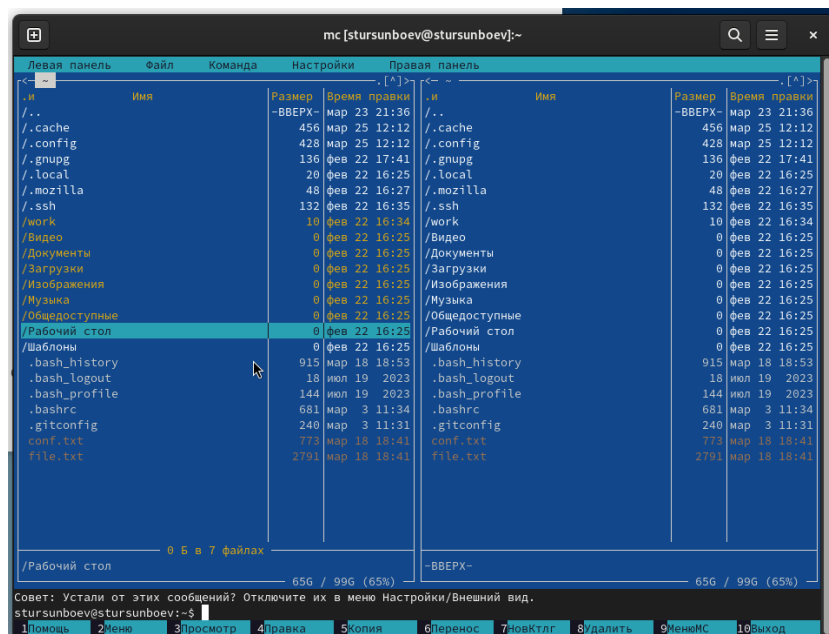 mc [stursunboev@stursunboev]:~
Левая панель Файл Команда Настройки Правая панель
<— ~ .[^]> <— ~ .[^]>
.и Имя Размер Время правки .и Имя Размер Время правки
/.. -ВВЕРХ- мар 23 21:36 /.. -ВВЕРХ- мар 23 21:36
/.cache 456 мар 25 12:12 /.cache 456 мар 25 12:12
/.config 428 мар 25 12:12 /.config 428 мар 25 12:12
/.gnupg 136 фев 22 17:41 /.gnupg 136 фев 22 17:41
/.local 20 фев 22 16:25 /.local 20 фев 22 16:25
/.mozilla 48 фев 22 16:27 /.mozilla 48 фев 22 16:27
/.ssh 132 фев 22 16:35 /.ssh 132 фев 22 16:35
/work 10 фев 22 16:34 /work 10 фев 22 16:34
/Видео 0 фев 22 16:25 /Видео 0 фев 22 16:25
/Документы 0 фев 22 16:25 /Документы 0 фев 22 16:25
/Загрузки 0 фев 22 16:25 /Загрузки 0 фев 22 16:25
/Изображения 0 фев 22 16:25 /Изображения 0 фев 22 16:25
/Музыка 0 фев 22 16:25 /Музыка 0 фев 22 16:25
/Общедоступные 0 фев 22 16:25 /Общедоступные 0 фев 22 16:25
/Рабочий стол 0 фев 22 16:25 /Рабочий стол 0 фев 22 16:25
/Шаблоны 0 фев 22 16:25 /Шаблоны 0 фев 22 16:25
.bash_history 915 мар 18 18:53 .bash_history 915 мар 18 18:53
.bash_logout 18 июл 19 2023 .bash_logout 18 июл 19 2023
.bash_profile 144 июл 19 2023 .bash_profile 144 июл 19 2023
.bashrc 681 мар 3 11:34 .bashrc 681 мар 3 11:34
.gitconfig 240 мар 3 11:31 .gitconfig 240 мар 3 11:31
conf.txt 773 мар 18 18:41 conf.txt 773 мар 18 18:41
file.txt 2791 мар 18 18:41 file.txt 2791 мар 18 18:41
0 Б в 7 файлах
/Рабочий стол -ВВЕРХ-
65G / 99G (65%) 65G / 99G (65%)
Совет: Устали от этих сообщений? Отключите их в меню Настройки/Внешний вид.
stursunboev@stursunboev:~$
1Помощь 2Меню 3Просмотр 4Правка 5Копия 6Перенос 7НовКтлг 8Удалить 9МенюМС 10Выход